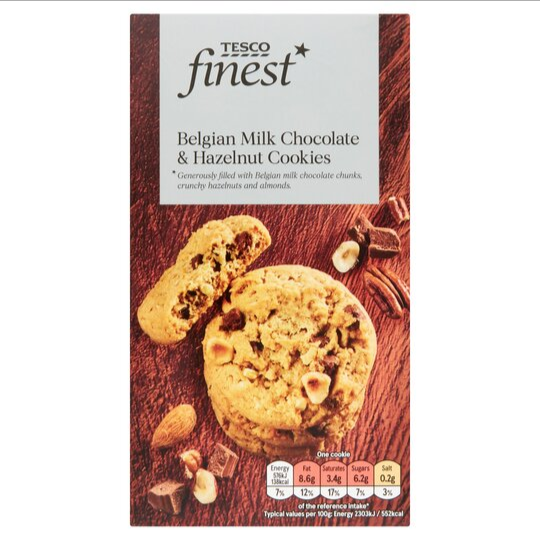 TESCO
finest*
Belgian Milk Chocolate
& Hazelnut Cookies
*Generously filled with Belgian milk chocolate chunks,
crunchy hazelnuts and almonds.
One cookie
Energy Fat Saturates Sugars Salt
576kJ
138kcal 8.6g 3.4g 6.2g 0.2g
7% 12% 17% 7% 3%
of the reference intake*
Typical values per 100g: Energy 2303kJ / 552kcal